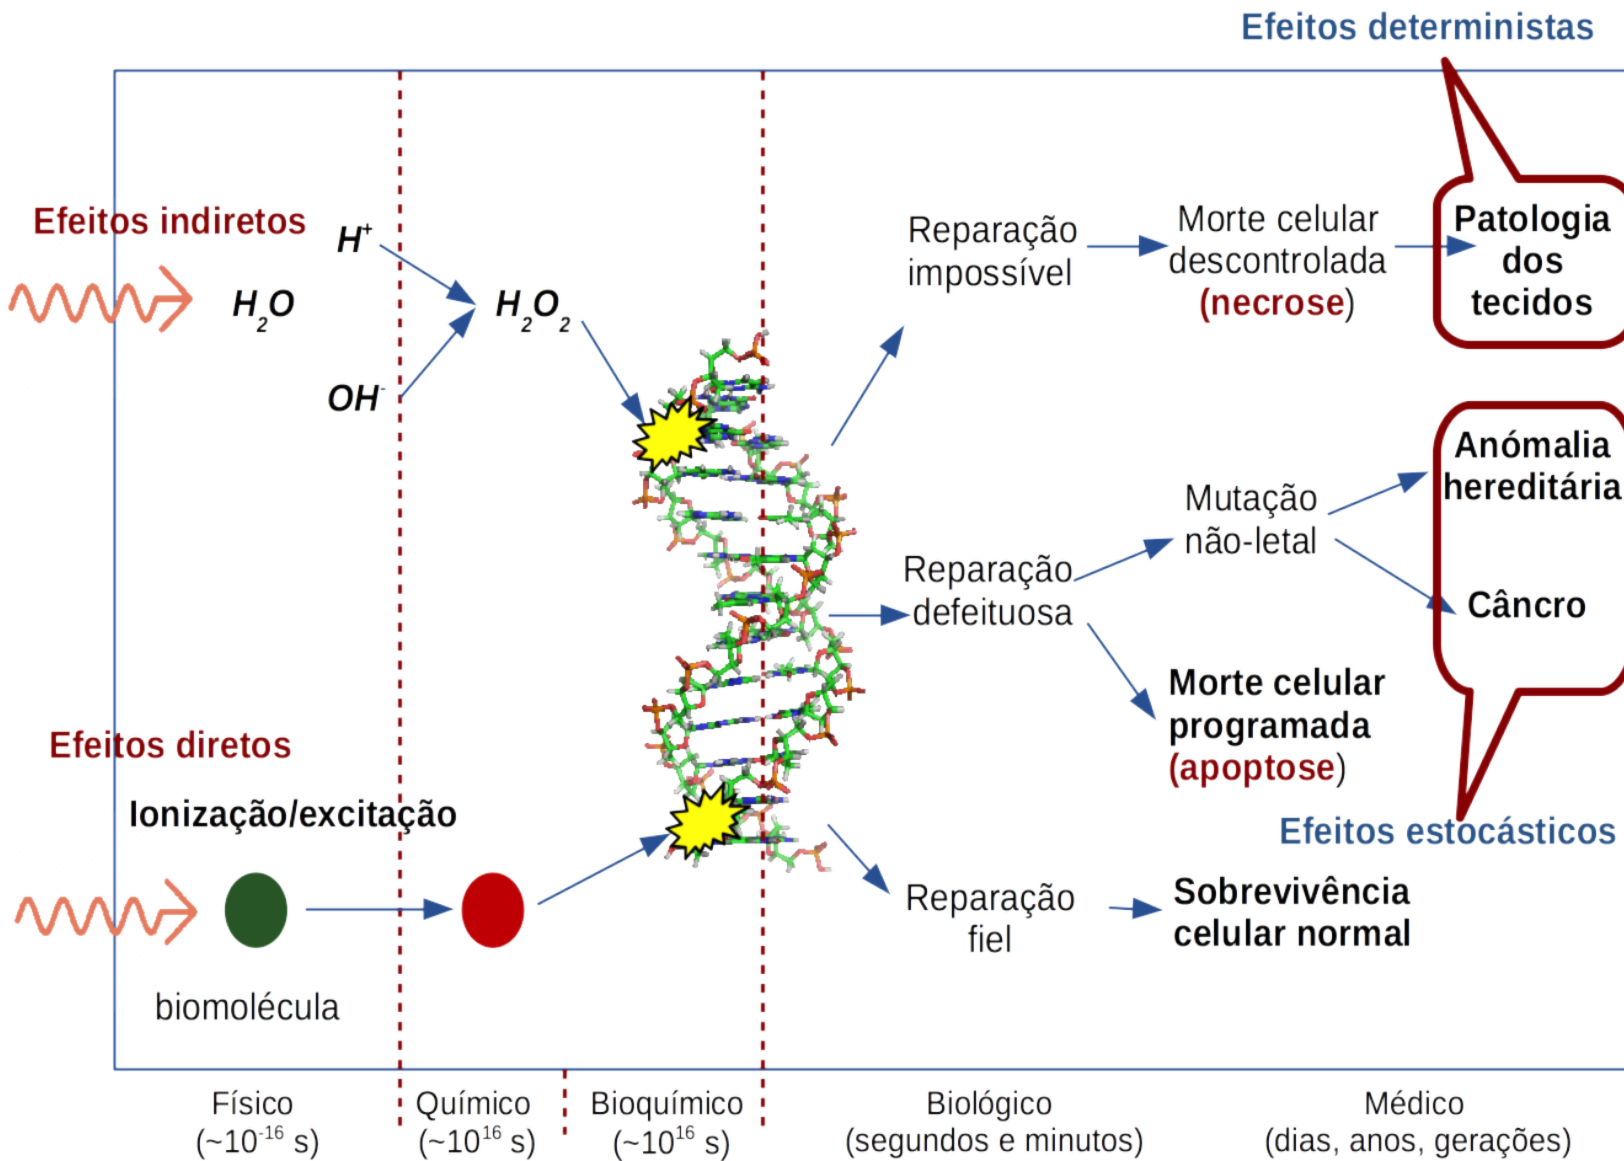 Efeitos deterministas
Efeitos indiretos
H⁺
H₂O
OH⁻
H₂O₂
Reparação
impossível
Morte celular
descontrolada
(necrose)
Patologia
dos
tecidos
Anómalia
hereditária
Mutação
não-letal
Câncro
Reparação
defeituosa
Morte celular
programada
(apoptose)
Efeitos estocásticos
Efeitos diretos
Ionização/excitação
biomolécula
Reparação
fiel
Sobrevivência
celular normal
Físico
(~10⁻¹⁶ s)
Químico
(~10¹⁶ s)
Bioquímico
(~10¹⁶ s)
Biológico
(segundos e minutos)
Médico
(dias, anos, gerações)